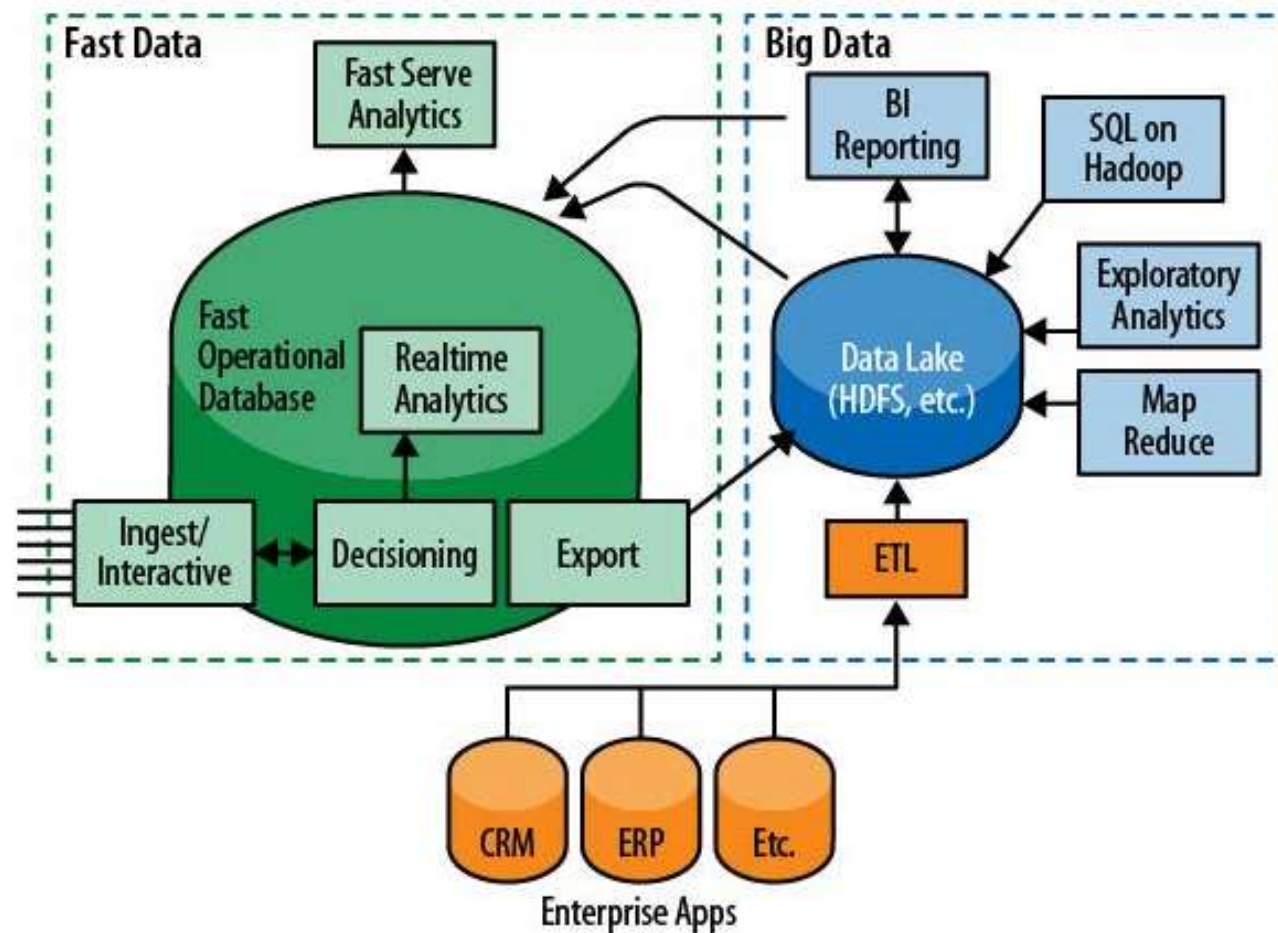 Fast Data
Fast Serve
Analytics
Fast
Operational
Database
Realtime
Analytics
Ingest/
Interactive
Decisioning
Export
Big Data
BI
Reporting
SQL on
Hadoop
Exploratory
Analytics
Data Lake
(HDFS, etc.)
Map
Reduce
ETL
CRM
ERP
Etc.
Enterprise Apps